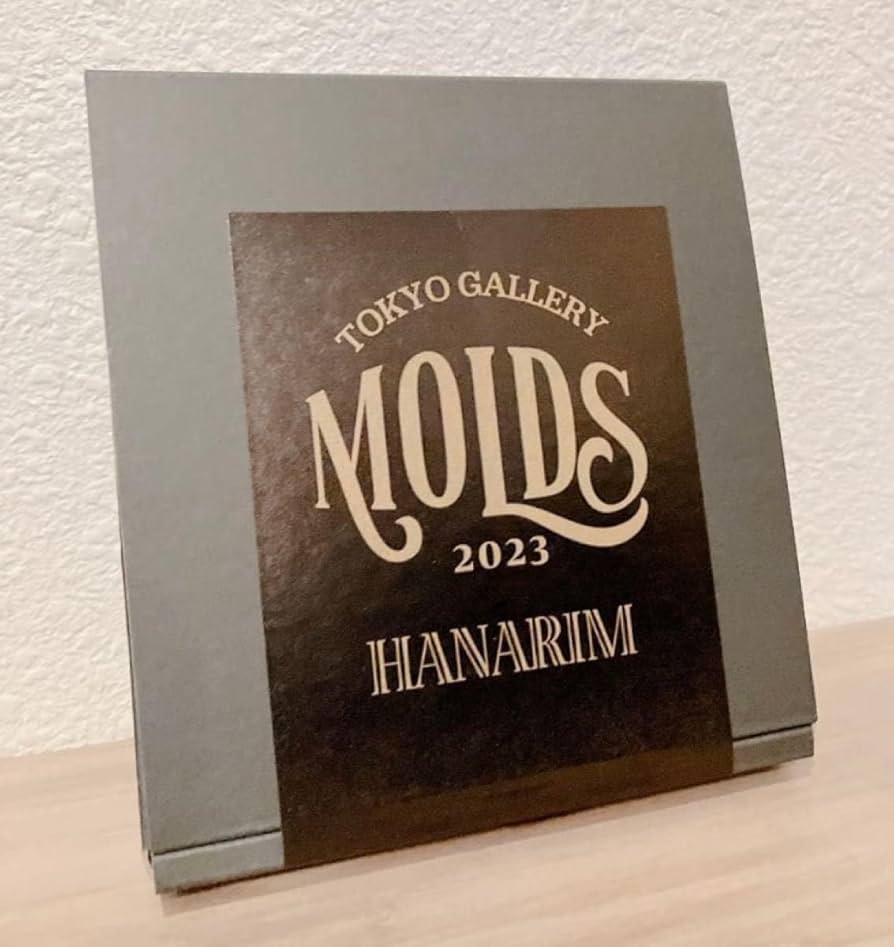 TOKYO GALLERY
MOLDS
2023
HANARIM